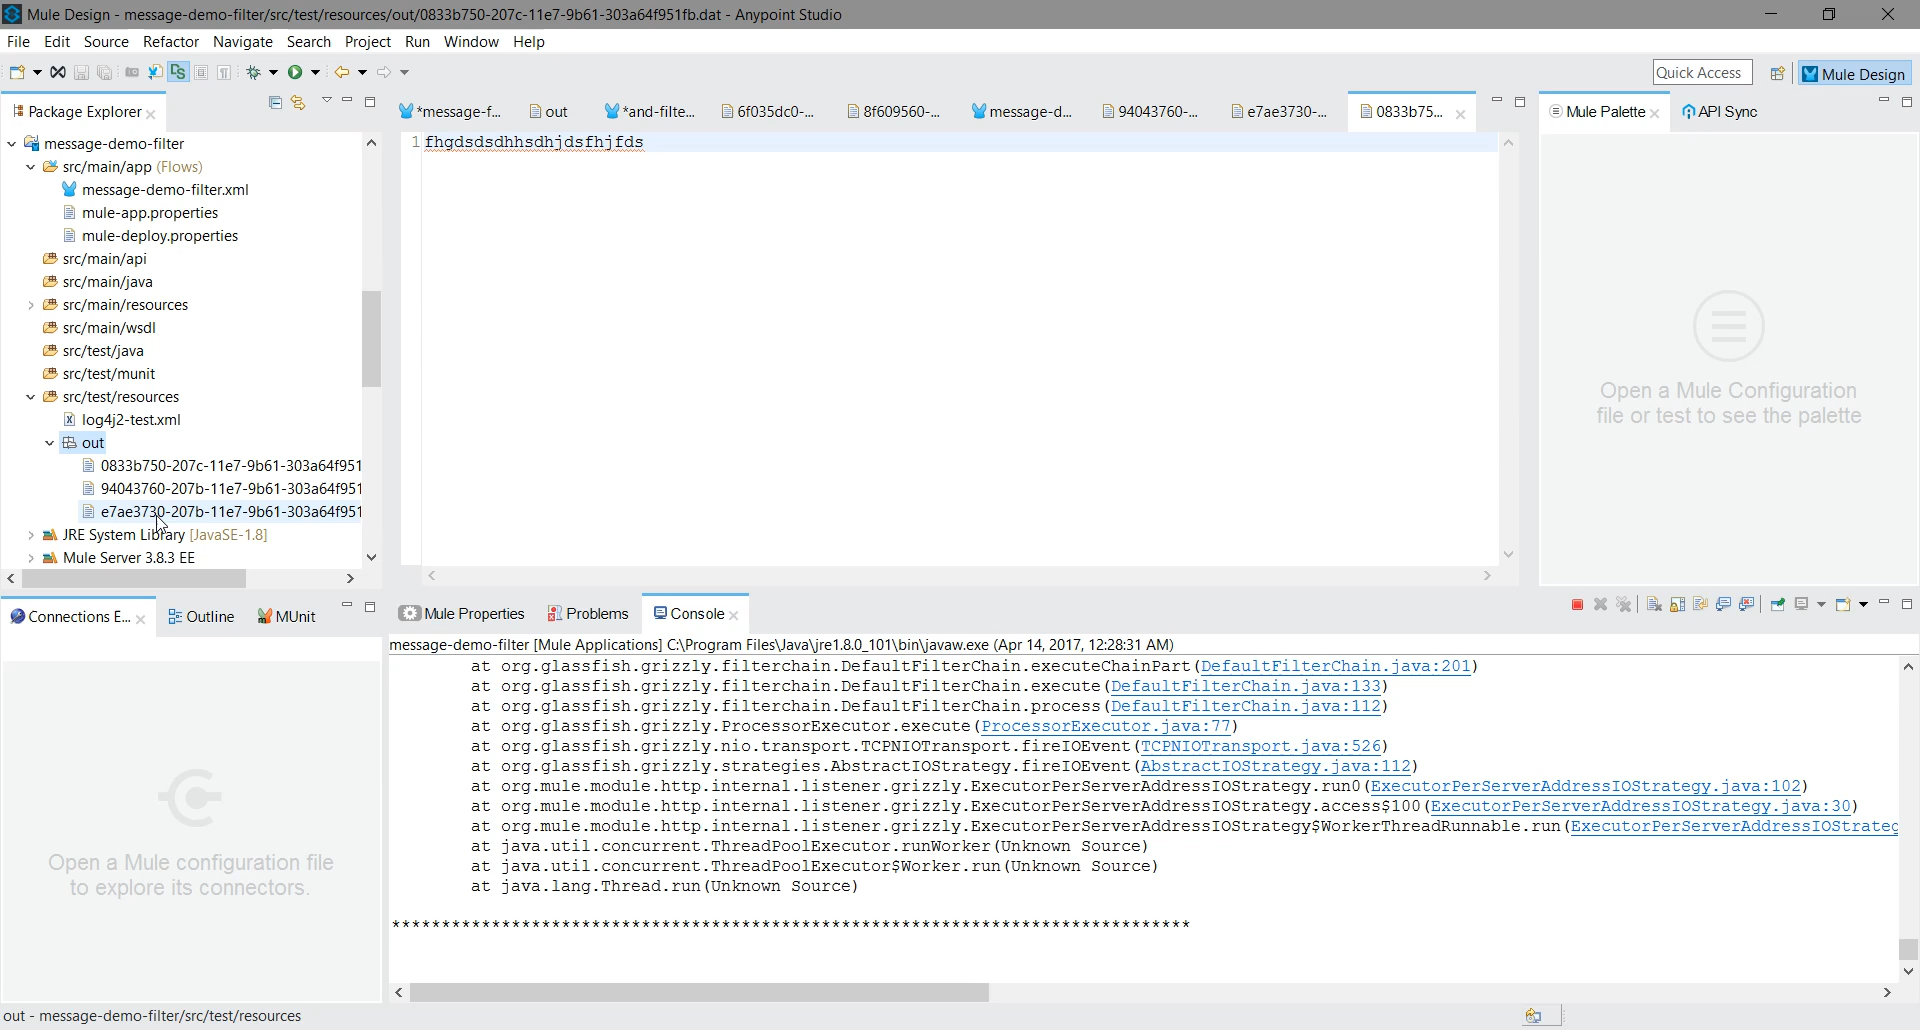 Mule Design - message-demo-filter/src/test/resources/out/0833b750-207c-11e7-9b61-303a64f951fb.dat - Anypoint Studio
File Edit Source Refactor Navigate Search Project Run Window Help
Quick Access
Mule Design
Package Explorer
*message-f... out *and-filte... 6f035dc0-... 8f609560-... message-d... 94043760-... e7ae3730-... 0833b75...
Mule Palette API Sync
message-demo-filter
src/main/app (Flows)
message-demo-filter.xml
mule-app.properties
mule-deploy.properties
src/main/api
src/main/java
src/main/resources
src/main/wsdl
src/test/java
src/test/munit
src/test/resources
log4j2-test.xml
out
0833b750-207c-11e7-9b61-303a64f951
94043760-207b-11e7-9b61-303a64f951
e7ae3730-207b-11e7-9b61-303a64f951
JRE System Library [JavaSE-1.8]
Mule Server 3.8.3 EE
1 fhgdsdsdhhsdhjdsfhjfds
Open a Mule Configuration
file or test to see the palette
Connections E... Outline MUnit
Open a Mule configuration file
to explore its connectors.
Mule Properties Problems Console
message-demo-filter [Mule Applications] C:\Program Files\Java\jre1.8.0_101\bin\javaw.exe (Apr 14, 2017, 12:28:31 AM)
at org.glassfish.grizzly.filterchain.DefaultFilterChain.executeChainPart(DefaultFilterChain.java:201)
at org.glassfish.grizzly.filterchain.DefaultFilterChain.execute(DefaultFilterChain.java:133)
at org.glassfish.grizzly.filterchain.DefaultFilterChain.process(DefaultFilterChain.java:112)
at org.glassfish.grizzly.ProcessorExecutor.execute(ProcessorExecutor.java:77)
at org.glassfish.grizzly.nio.transport.TCPNIOTransport.fireIOEvent(TCPNIOTransport.java:526)
at org.glassfish.grizzly.strategies.AbstractIOStrategy.fireIOEvent(AbstractIOStrategy.java:112)
at org.mule.module.http.internal.listener.grizzly.ExecutorPerServerAddressIOStrategy.run0(ExecutorPerServerAddressIOStrategy.java:102)
at org.mule.module.http.internal.listener.grizzly.ExecutorPerServerAddressIOStrategy.access$100(ExecutorPerServerAddressIOStrategy.java:30)
at org.mule.module.http.internal.listener.grizzly.ExecutorPerServerAddressIOStrategy$WorkerThreadRunnable.run(ExecutorPerServerAddressIOStrateg
at java.util.concurrent.ThreadPoolExecutor.runWorker(Unknown Source)
at java.util.concurrent.ThreadPoolExecutor$Worker.run(Unknown Source)
at java.lang.Thread.run(Unknown Source)
********************************************************************************
out - message-demo-filter/src/test/resources